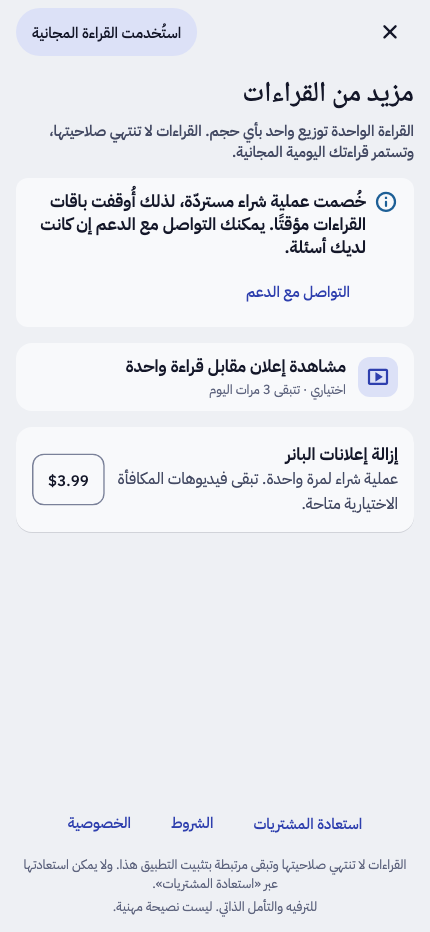 استُخدمت القراءة المجانية
مزيد من القراءات
القراءة الواحدة توزيع واحد بأي حجم. القراءات لا تنتهي صلاحيتها،
وتستمر قراءتك اليومية المجانية.
خُصمت عملية شراء مستردّة، لذلك أُوقفت باقات
القراءات مؤقتًا. يمكنك التواصل مع الدعم إن كانت
لديك أسئلة.
التواصل مع الدعم
مشاهدة إعلان مقابل قراءة واحدة
اختياري · تتبقى 3 مرات اليوم
إزالة إعلانات البانر
عملية شراء لمرة واحدة. تبقى فيديوهات المكافأة
الاختيارية متاحة.
$3.99
استعادة المشتريات
الشروط
الخصوصية
القراءات لا تنتهي صلاحيتها وتبقى مرتبطة بتثبيت التطبيق هذا. ولا يمكن استعادتها
عبر «استعادة المشتريات».
للترفيه والتأمل الذاتي. ليست نصيحة مهنية.